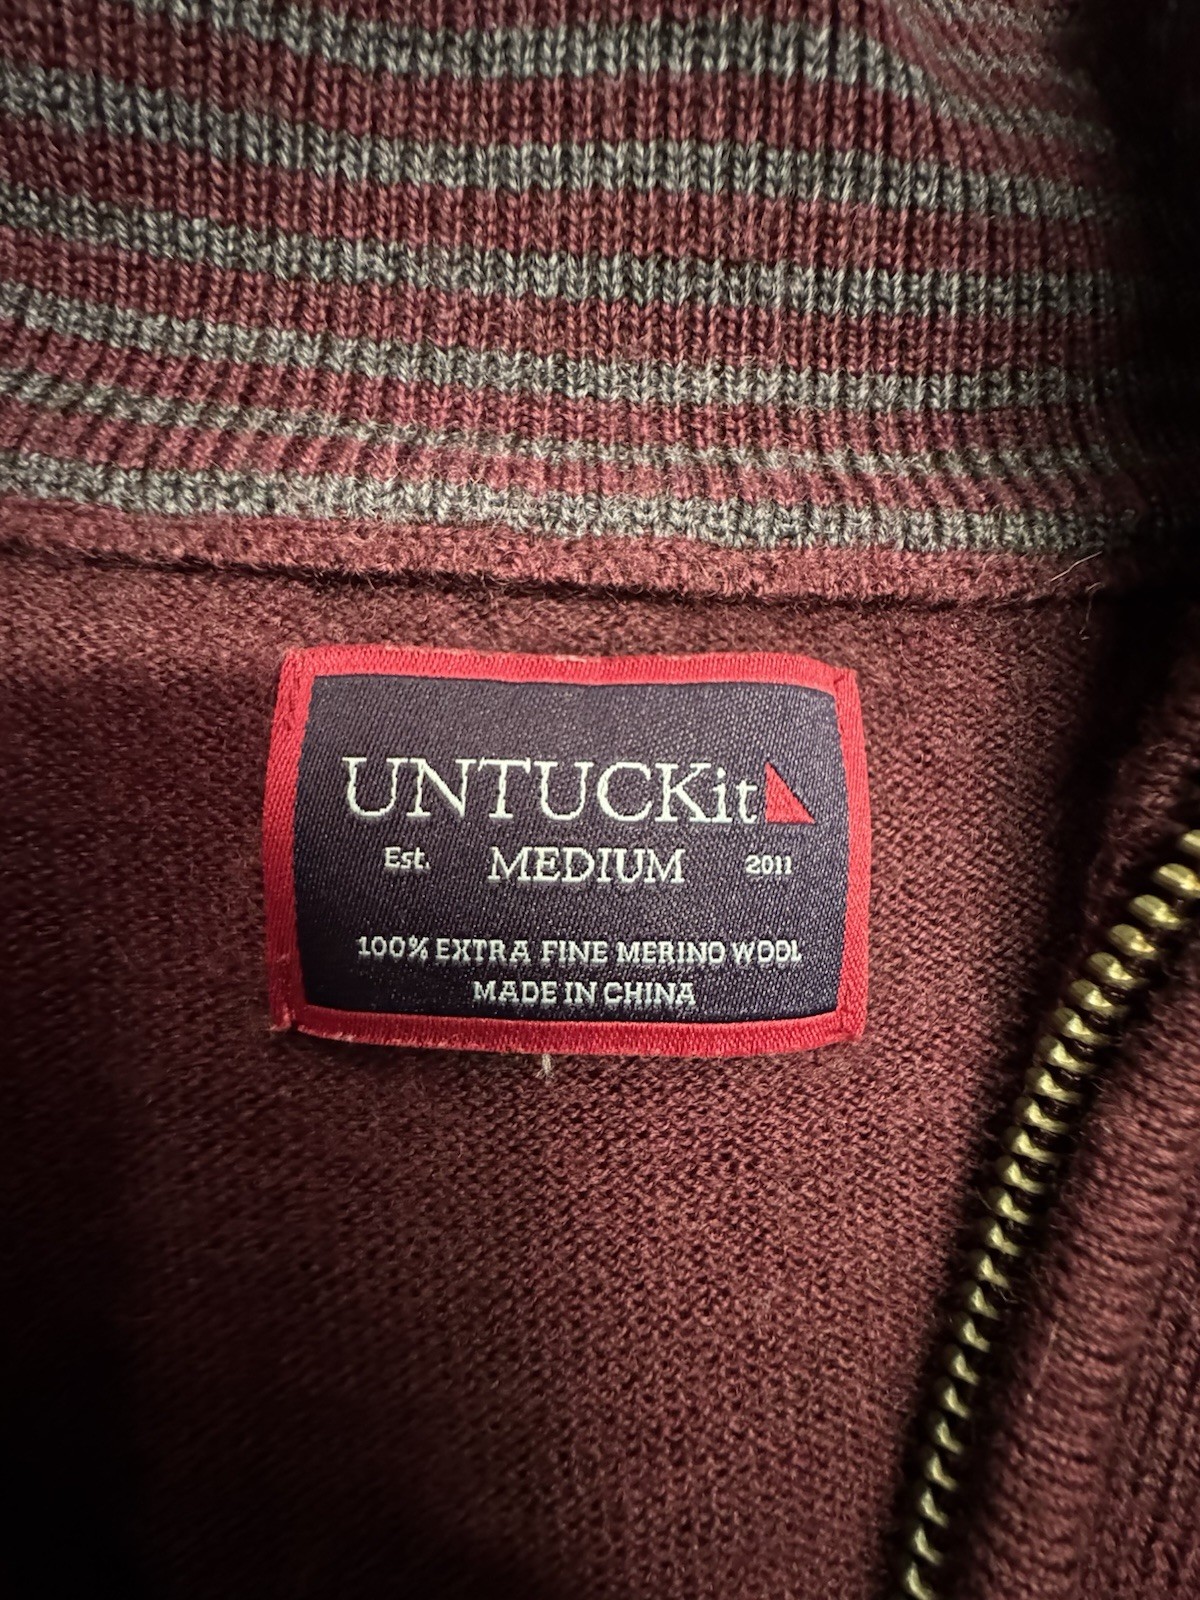 UNTUCKit
Est. MEDIUM 2011
100% EXTRA FINE MERINO WOOL
MADE IN CHINA